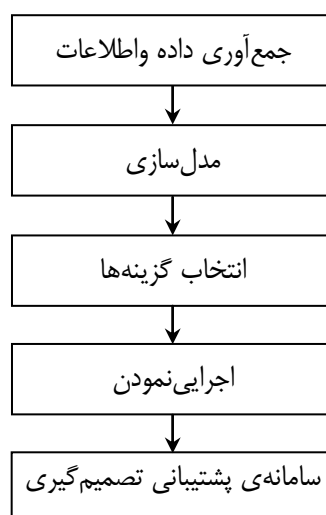 جمع‌آوری داده واطلاعات
مدل‌سازی
انتخاب گزینه‌ها
اجرایی‌نمودن
سامانه‌ی پشتیبانی تصمیم‌گیری